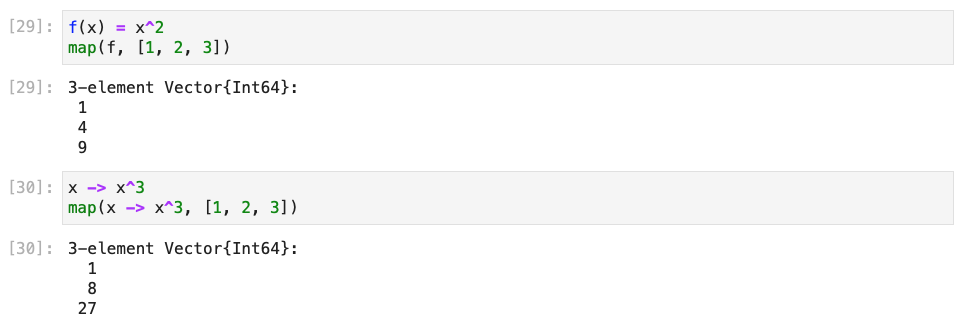 [29]: f(x) = x^2
map(f, [1, 2, 3])
[29]: 3-element Vector{Int64}:
1
4
9
[30]: x -> x^3
map(x -> x^3, [1, 2, 3])
[30]: 3-element Vector{Int64}:
1
8
27